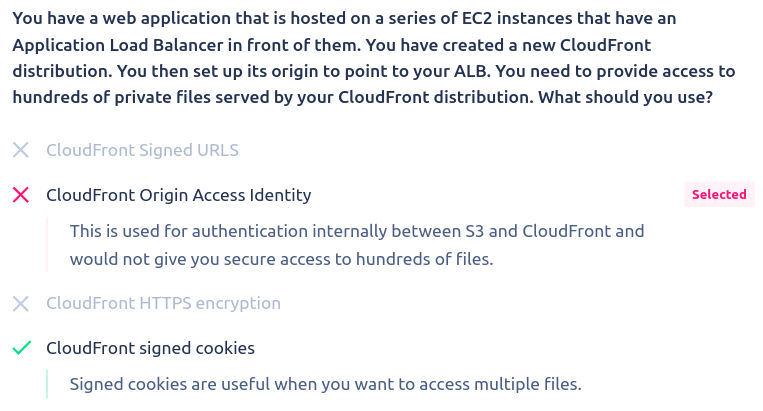 You have a web application that is hosted on a series of EC2 instances that have an
Application Load Balancer in front of them. You have created a new CloudFront
distribution. You then set up its origin to point to your ALB. You need to provide access to
hundreds of private files served by your CloudFront distribution. What should you use?
CloudFront Signed URLS
CloudFront Origin Access Identity
Selected
This is used for authentication internally between S3 and CloudFront and
would not give you secure access to hundreds of files.
CloudFront HTTPS encryption
CloudFront signed cookies
Signed cookies are useful when you want to access multiple files.